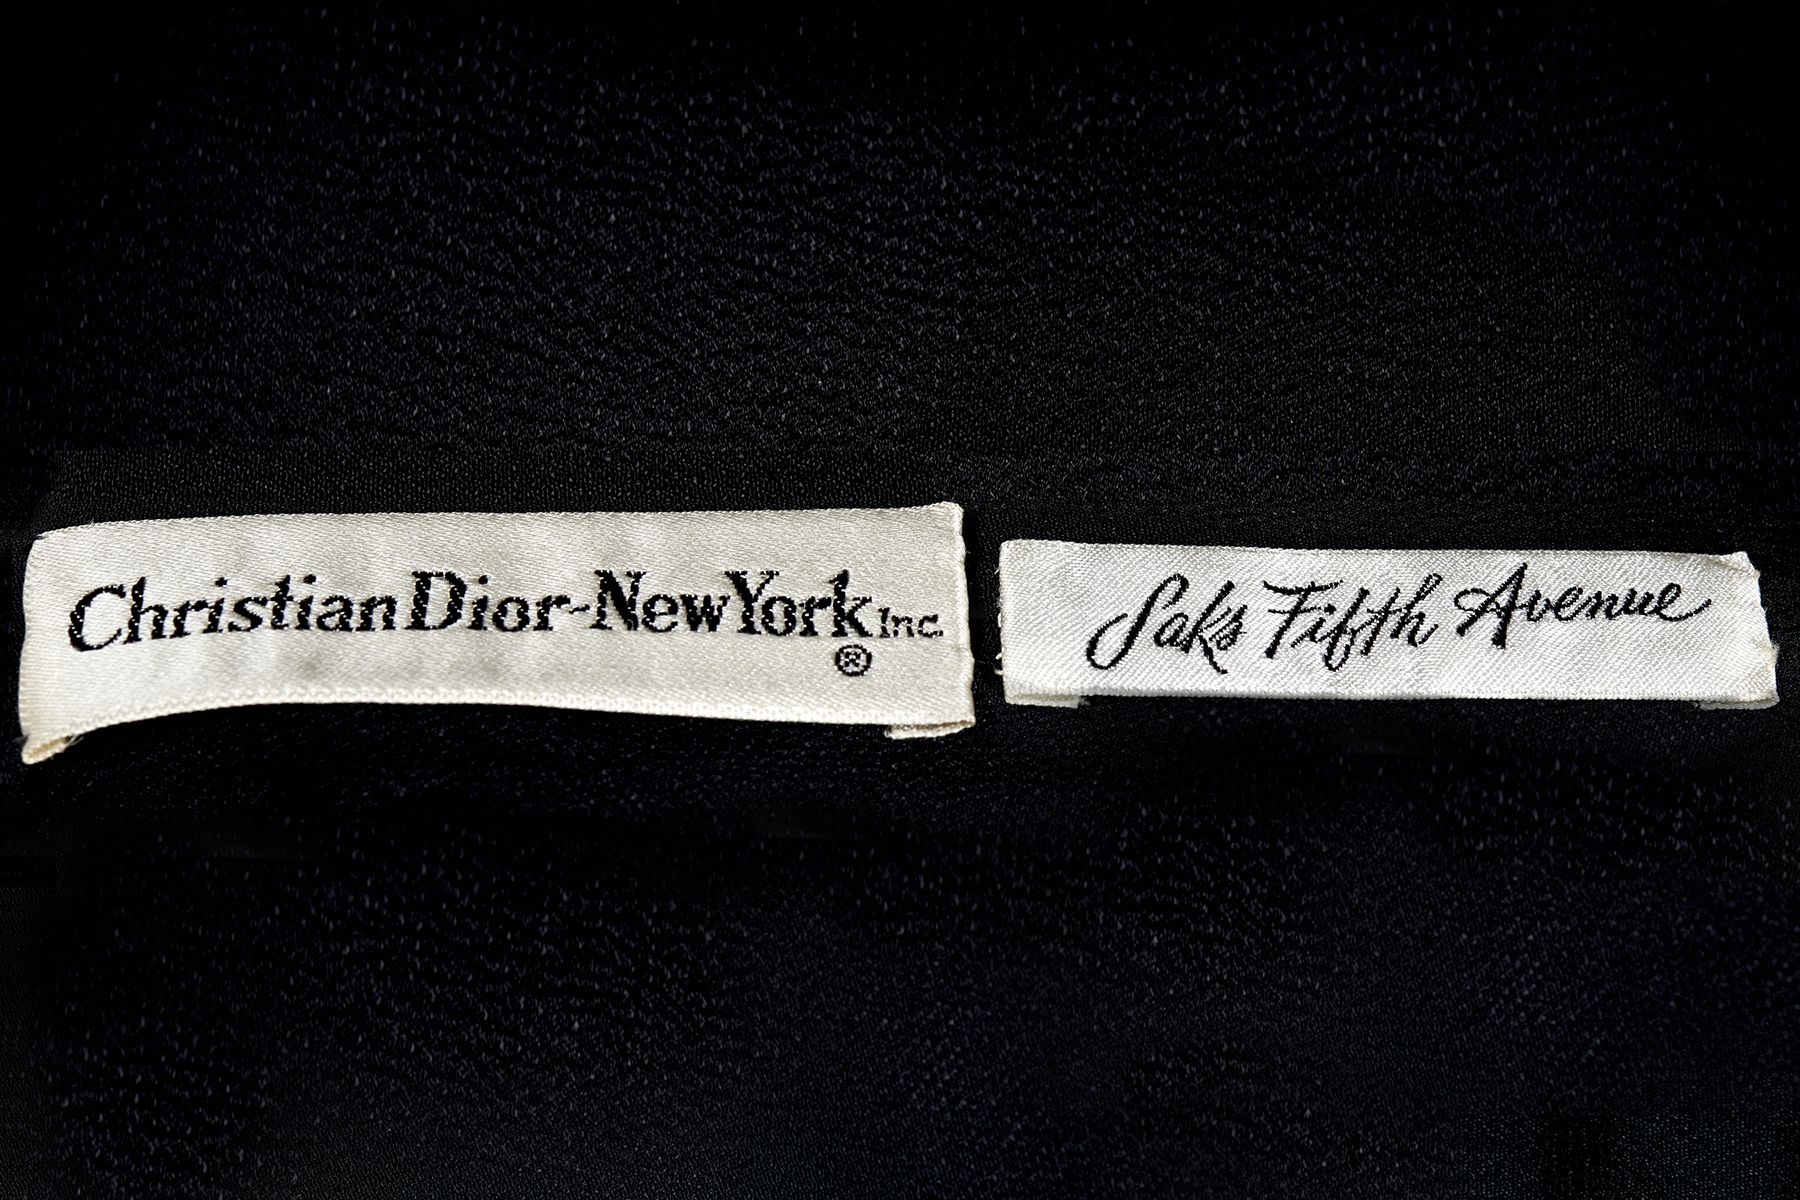 Christian Dior-New York Inc.
®
Saks Fifth Avenue